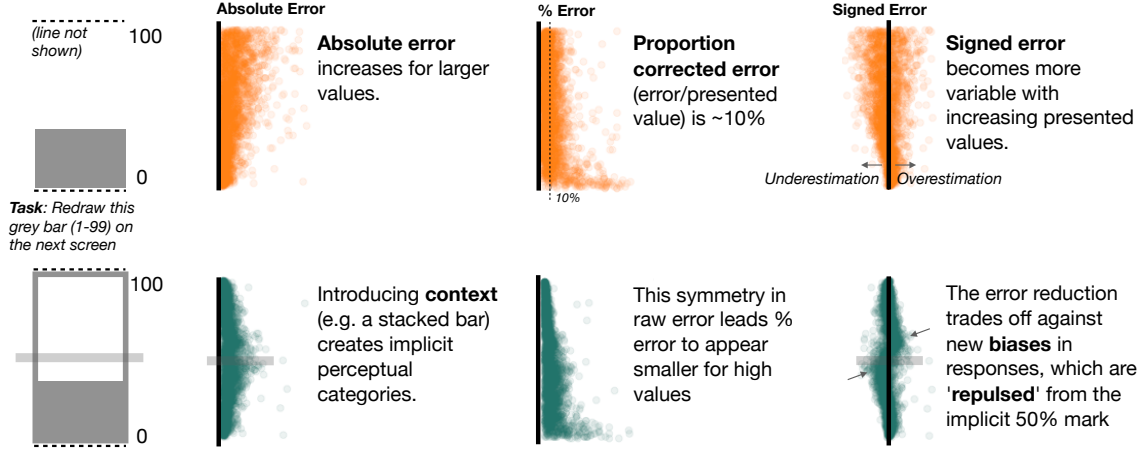 Absolute Error
% Error
Signed Error
(line not
shown)
100
0
Task: Redraw this
grey bar (1-99) on
the next screen
Absolute error
increases for larger
values.
10%
Proportion
corrected error
(error/presented
value) is ~10%
Underestimation
Overestimation
Signed error
becomes more
variable with
increasing presented
values.
100
0
Introducing context
(e.g. a stacked bar)
creates implicit
perceptual
categories.
This symmetry in
raw error leads %
error to appear
smaller for high
values
The error reduction
trades off against
new biases in
responses, which are
'repulsed' from the
implicit 50% mark